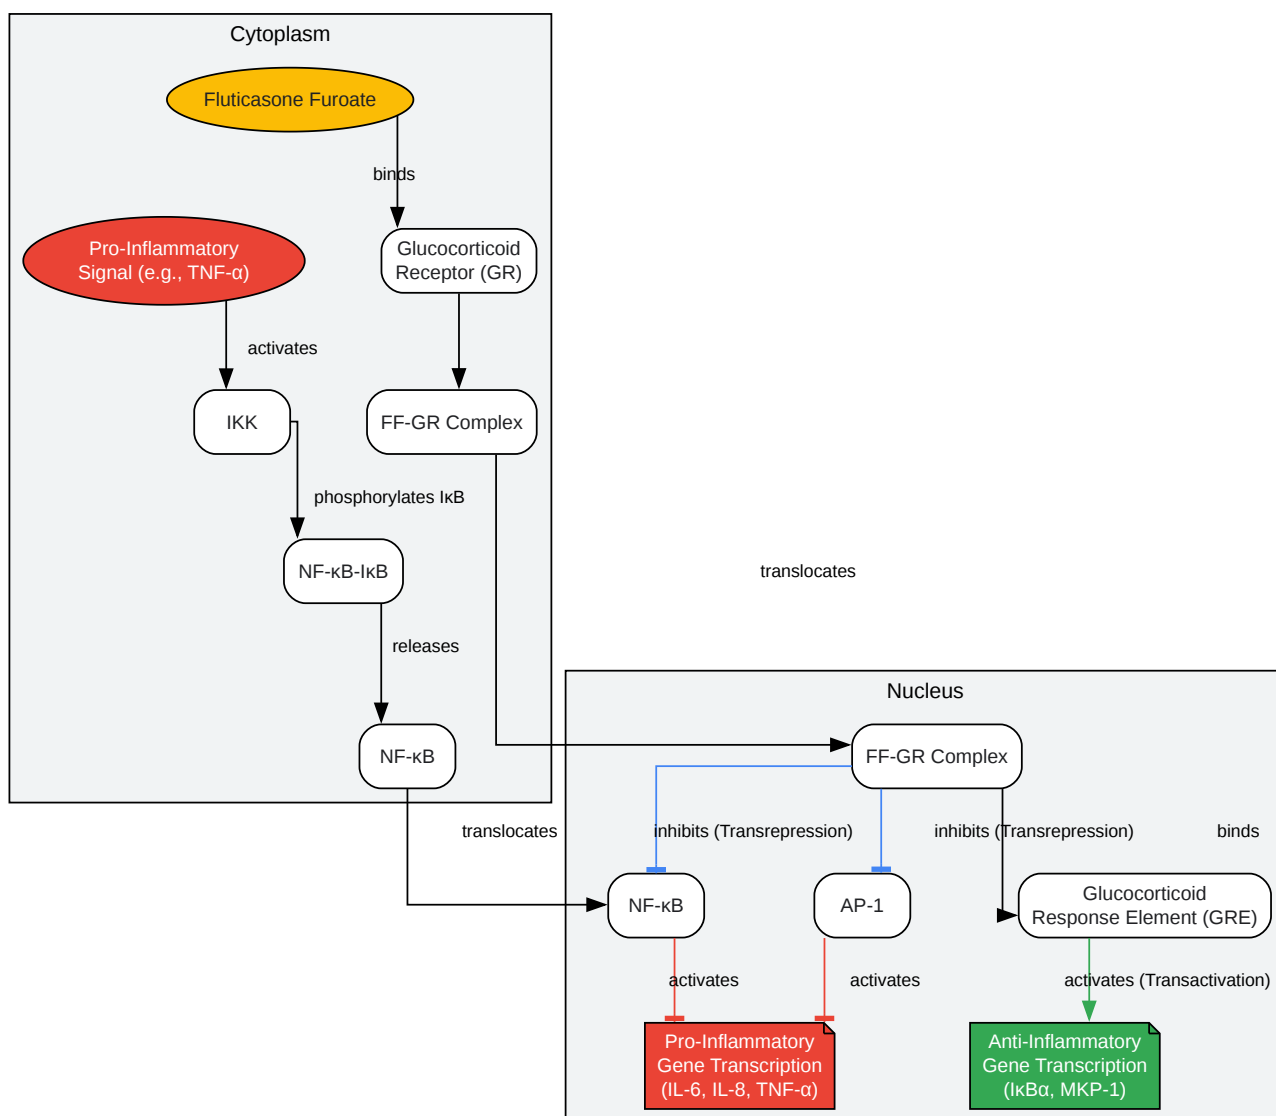 Cytoplasm
Fluticasone Furoate
binds
Pro-Inflammatory
Signal (e.g., TNF-α)
Glucocorticoid
Receptor (GR)
activates
IKK
FF-GR Complex
phosphorylates IκB
NF-κB-IκB
translocates
releases
Nucleus
NF-κB
FF-GR Complex
translocates
inhibits (Transrepression)
inhibits (Transrepression)
binds
NF-κB
AP-1
Glucocorticoid
Response Element (GRE)
activates
activates
activates (Transactivation)
Pro-Inflammatory
Gene Transcription
(IL-6, IL-8, TNF-α)
Anti-Inflammatory
Gene Transcription
(IκBα, MKP-1)